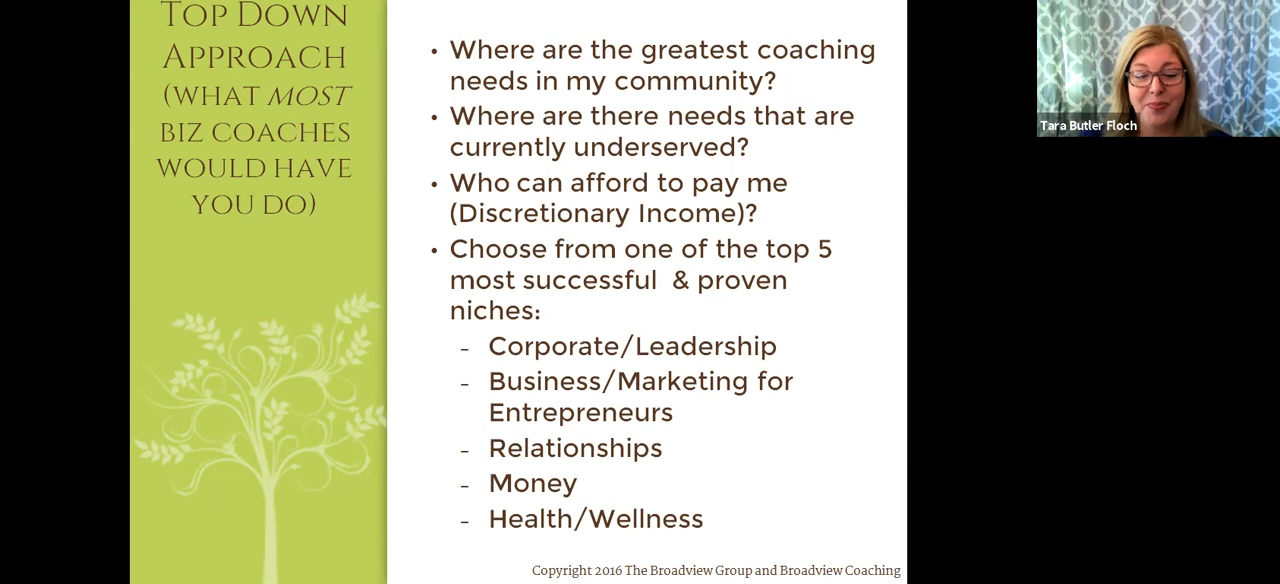 TOP DOWN
APPROACH
(WHAT MOST
BIZ COACHES
WOULD HAVE
YOU DO)
• Where are the greatest coaching
needs in my community?
• Where are there needs that are
currently underserved?
• Who can afford to pay me
(Discretionary Income)?
• Choose from one of the top 5
most successful  & proven
niches:
- Corporate/Leadership
- Business/Marketing for
Entrepreneurs
- Relationships
- Money
- Health/Wellness
Copyright 2016 The Broadview Group and Broadview Coaching
Tara Butler Floch